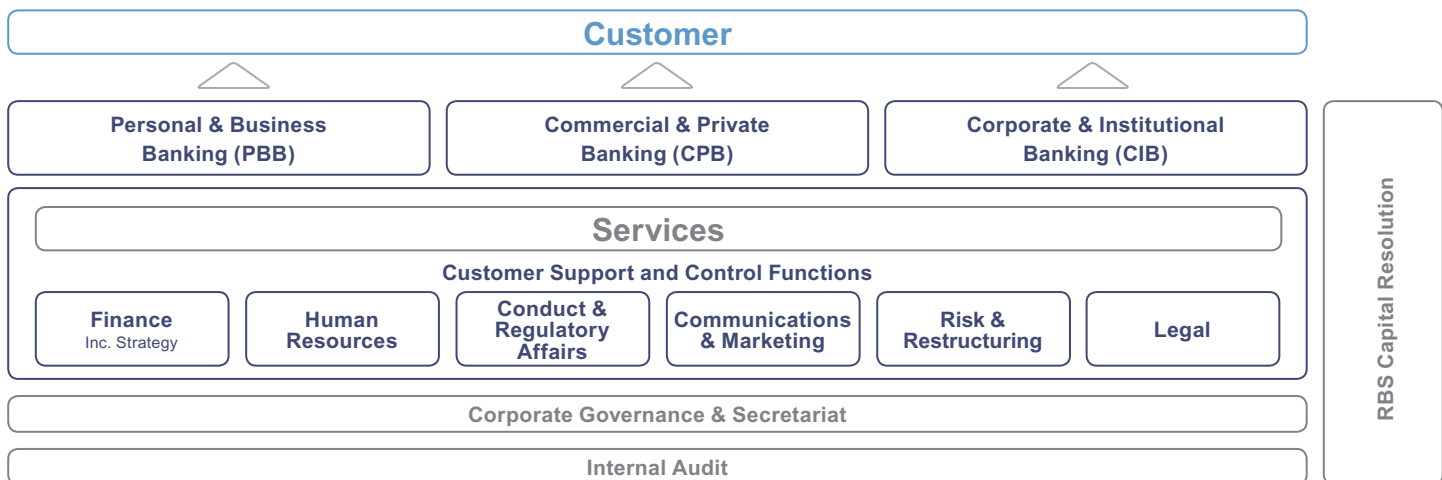 Customer
Personal & Business
Banking (PBB)
Commercial & Private
Banking (CPB)
Corporate & Institutional
Banking (CIB)
RBS Capital Resolution
Services
Customer Support and Control Functions
Finance
Inc. Strategy
Human
Resources
Conduct &
Regulatory
Affairs
Communications
& Marketing
Risk &
Restructuring
Legal
Corporate Governance & Secretariat
Internal Audit